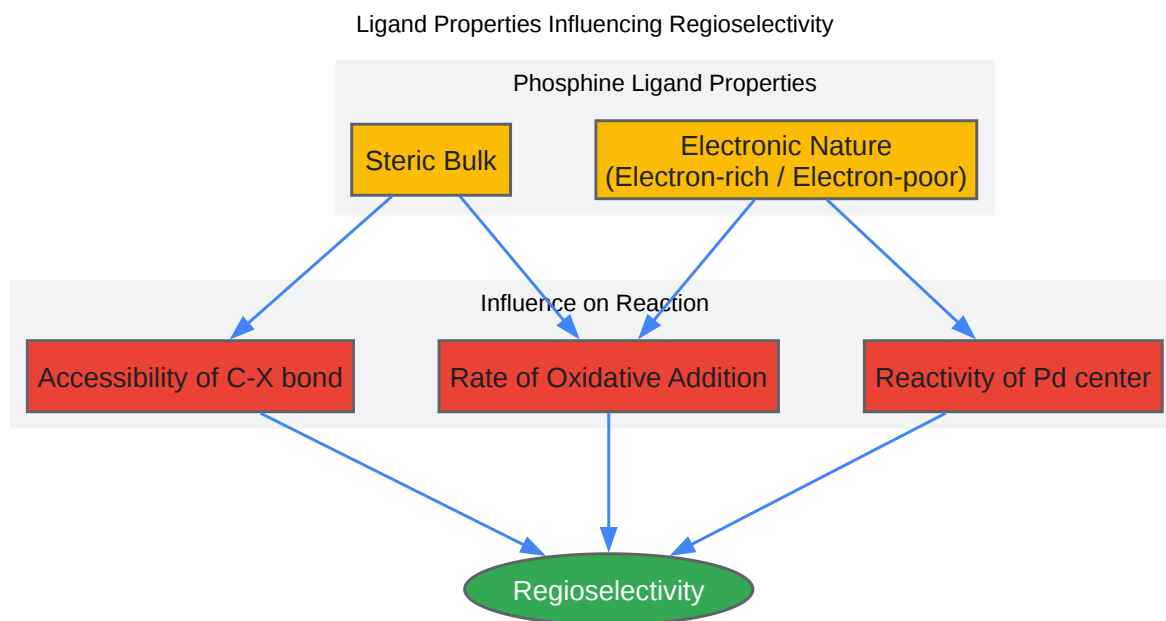 Ligand Properties Influencing Regioselectivity
Phosphine Ligand Properties
Steric Bulk
Electronic Nature
(Electron-rich / Electron-poor)
Influence on Reaction
Accessibility of C-X bond
Rate of Oxidative Addition
Reactivity of Pd center
Regioselectivity